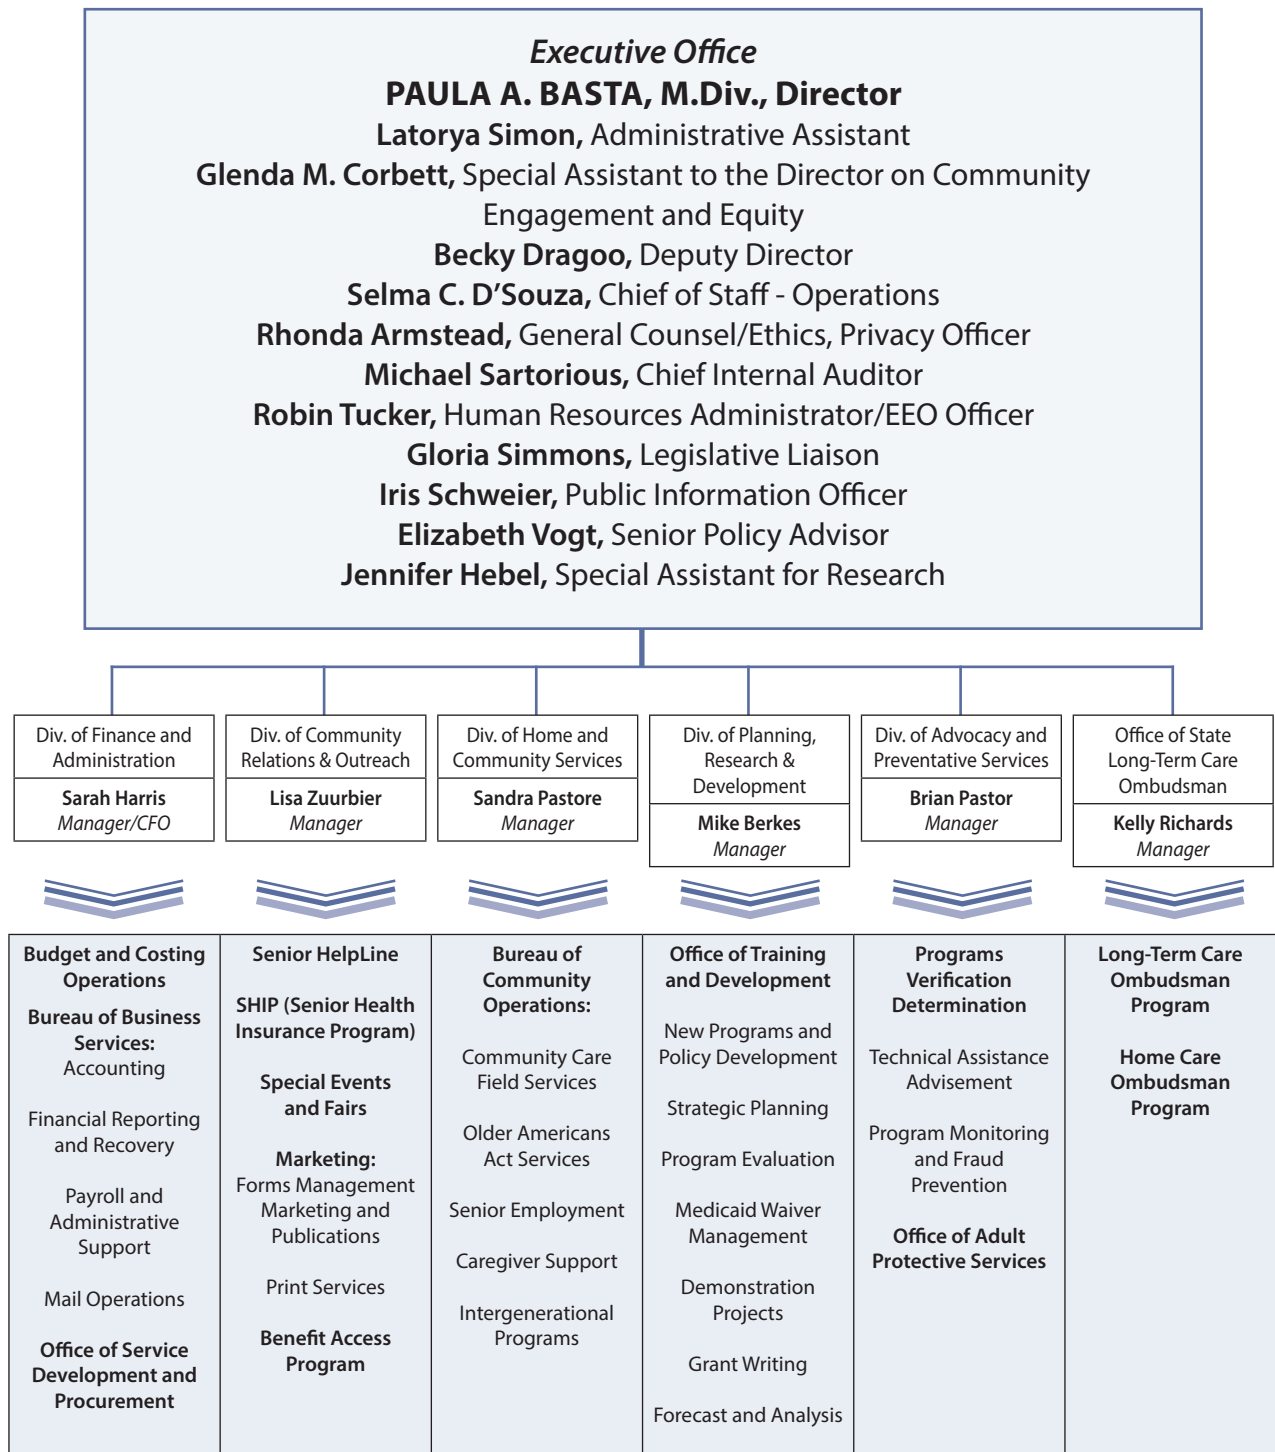 Executive Office
PAULA A. BASTA, M.Div., Director
Latorya Simon, Administrative Assistant
Glenda M. Corbett, Special Assistant to the Director on Community
Engagement and Equity
Becky Dragoo, Deputy Director
Selma C. D’Souza, Chief of Staff - Operations
Rhonda Armstead, General Counsel/Ethics, Privacy Officer
Michael Sartorious, Chief Internal Auditor
Robin Tucker, Human Resources Administrator/EEO Officer
Gloria Simmons, Legislative Liaison
Iris Schweier, Public Information Officer
Elizabeth Vogt, Senior Policy Advisor
Jennifer Hebel, Special Assistant for Research
Div. of Finance and
Administration
Sarah Harris
Manager/CFO
Div. of Community
Relations & Outreach
Lisa Zuurbier
Manager
Div. of Home and
Community Services
Sandra Pastore
Manager
Div. of Planning,
Research &
Development
Mike Berkes
Manager
Div. of Advocacy and
Preventative Services
Brian Pastor
Manager
Office of State
Long-Term Care
Ombudsman
Kelly Richards
Manager
Budget and Costing
Operations
Bureau of Business
Services:
Accounting
Financial Reporting
and Recovery
Payroll and
Administrative
Support
Mail Operations
Office of Service
Development and
Procurement
Senior HelpLine
SHIP (Senior Health
Insurance Program)
Special Events
and Fairs
Marketing:
Forms Management
Marketing and
Publications
Print Services
Benefit Access
Program
Bureau of
Community
Operations:
Community Care
Field Services
Older Americans
Act Services
Senior Employment
Caregiver Support
Intergenerational
Programs
Office of Training
and Development
New Programs and
Policy Development
Strategic Planning
Program Evaluation
Medicaid Waiver
Management
Demonstration
Projects
Grant Writing
Forecast and Analysis
Programs
Verification
Determination
Technical Assistance
Advisement
Program Monitoring
and Fraud
Prevention
Office of Adult
Protective Services
Long-Term Care
Ombudsman
Program
Home Care
Ombudsman
Program